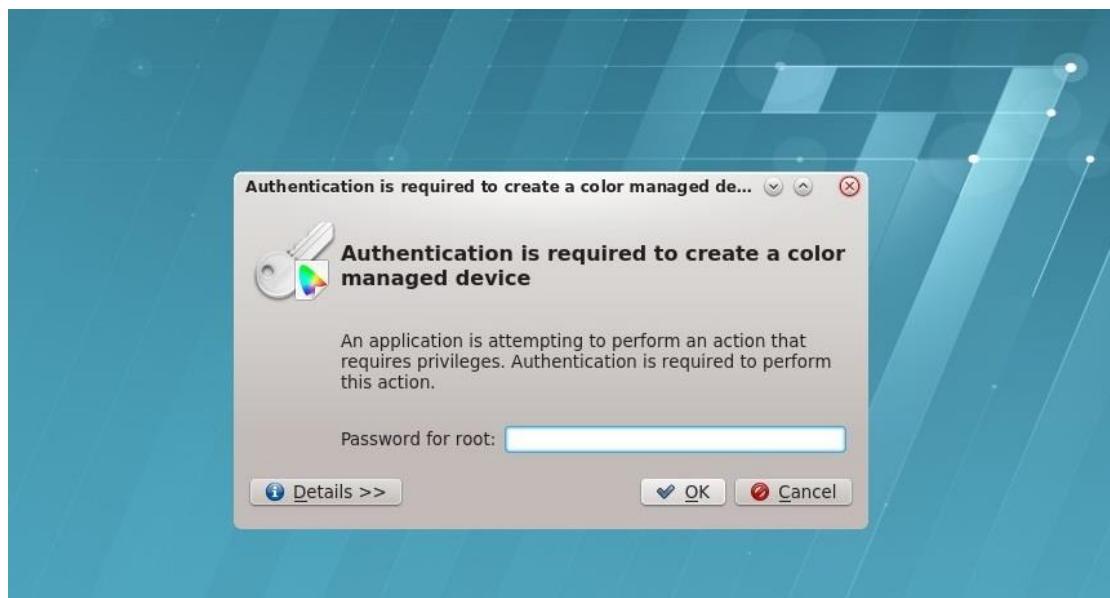 Authentication is required to create a color managed de...
Authentication is required to create a color
managed device
An application is attempting to perform an action that
requires privileges. Authentication is required to perform
this action.
Password for root:
Details >>
OK
Cancel